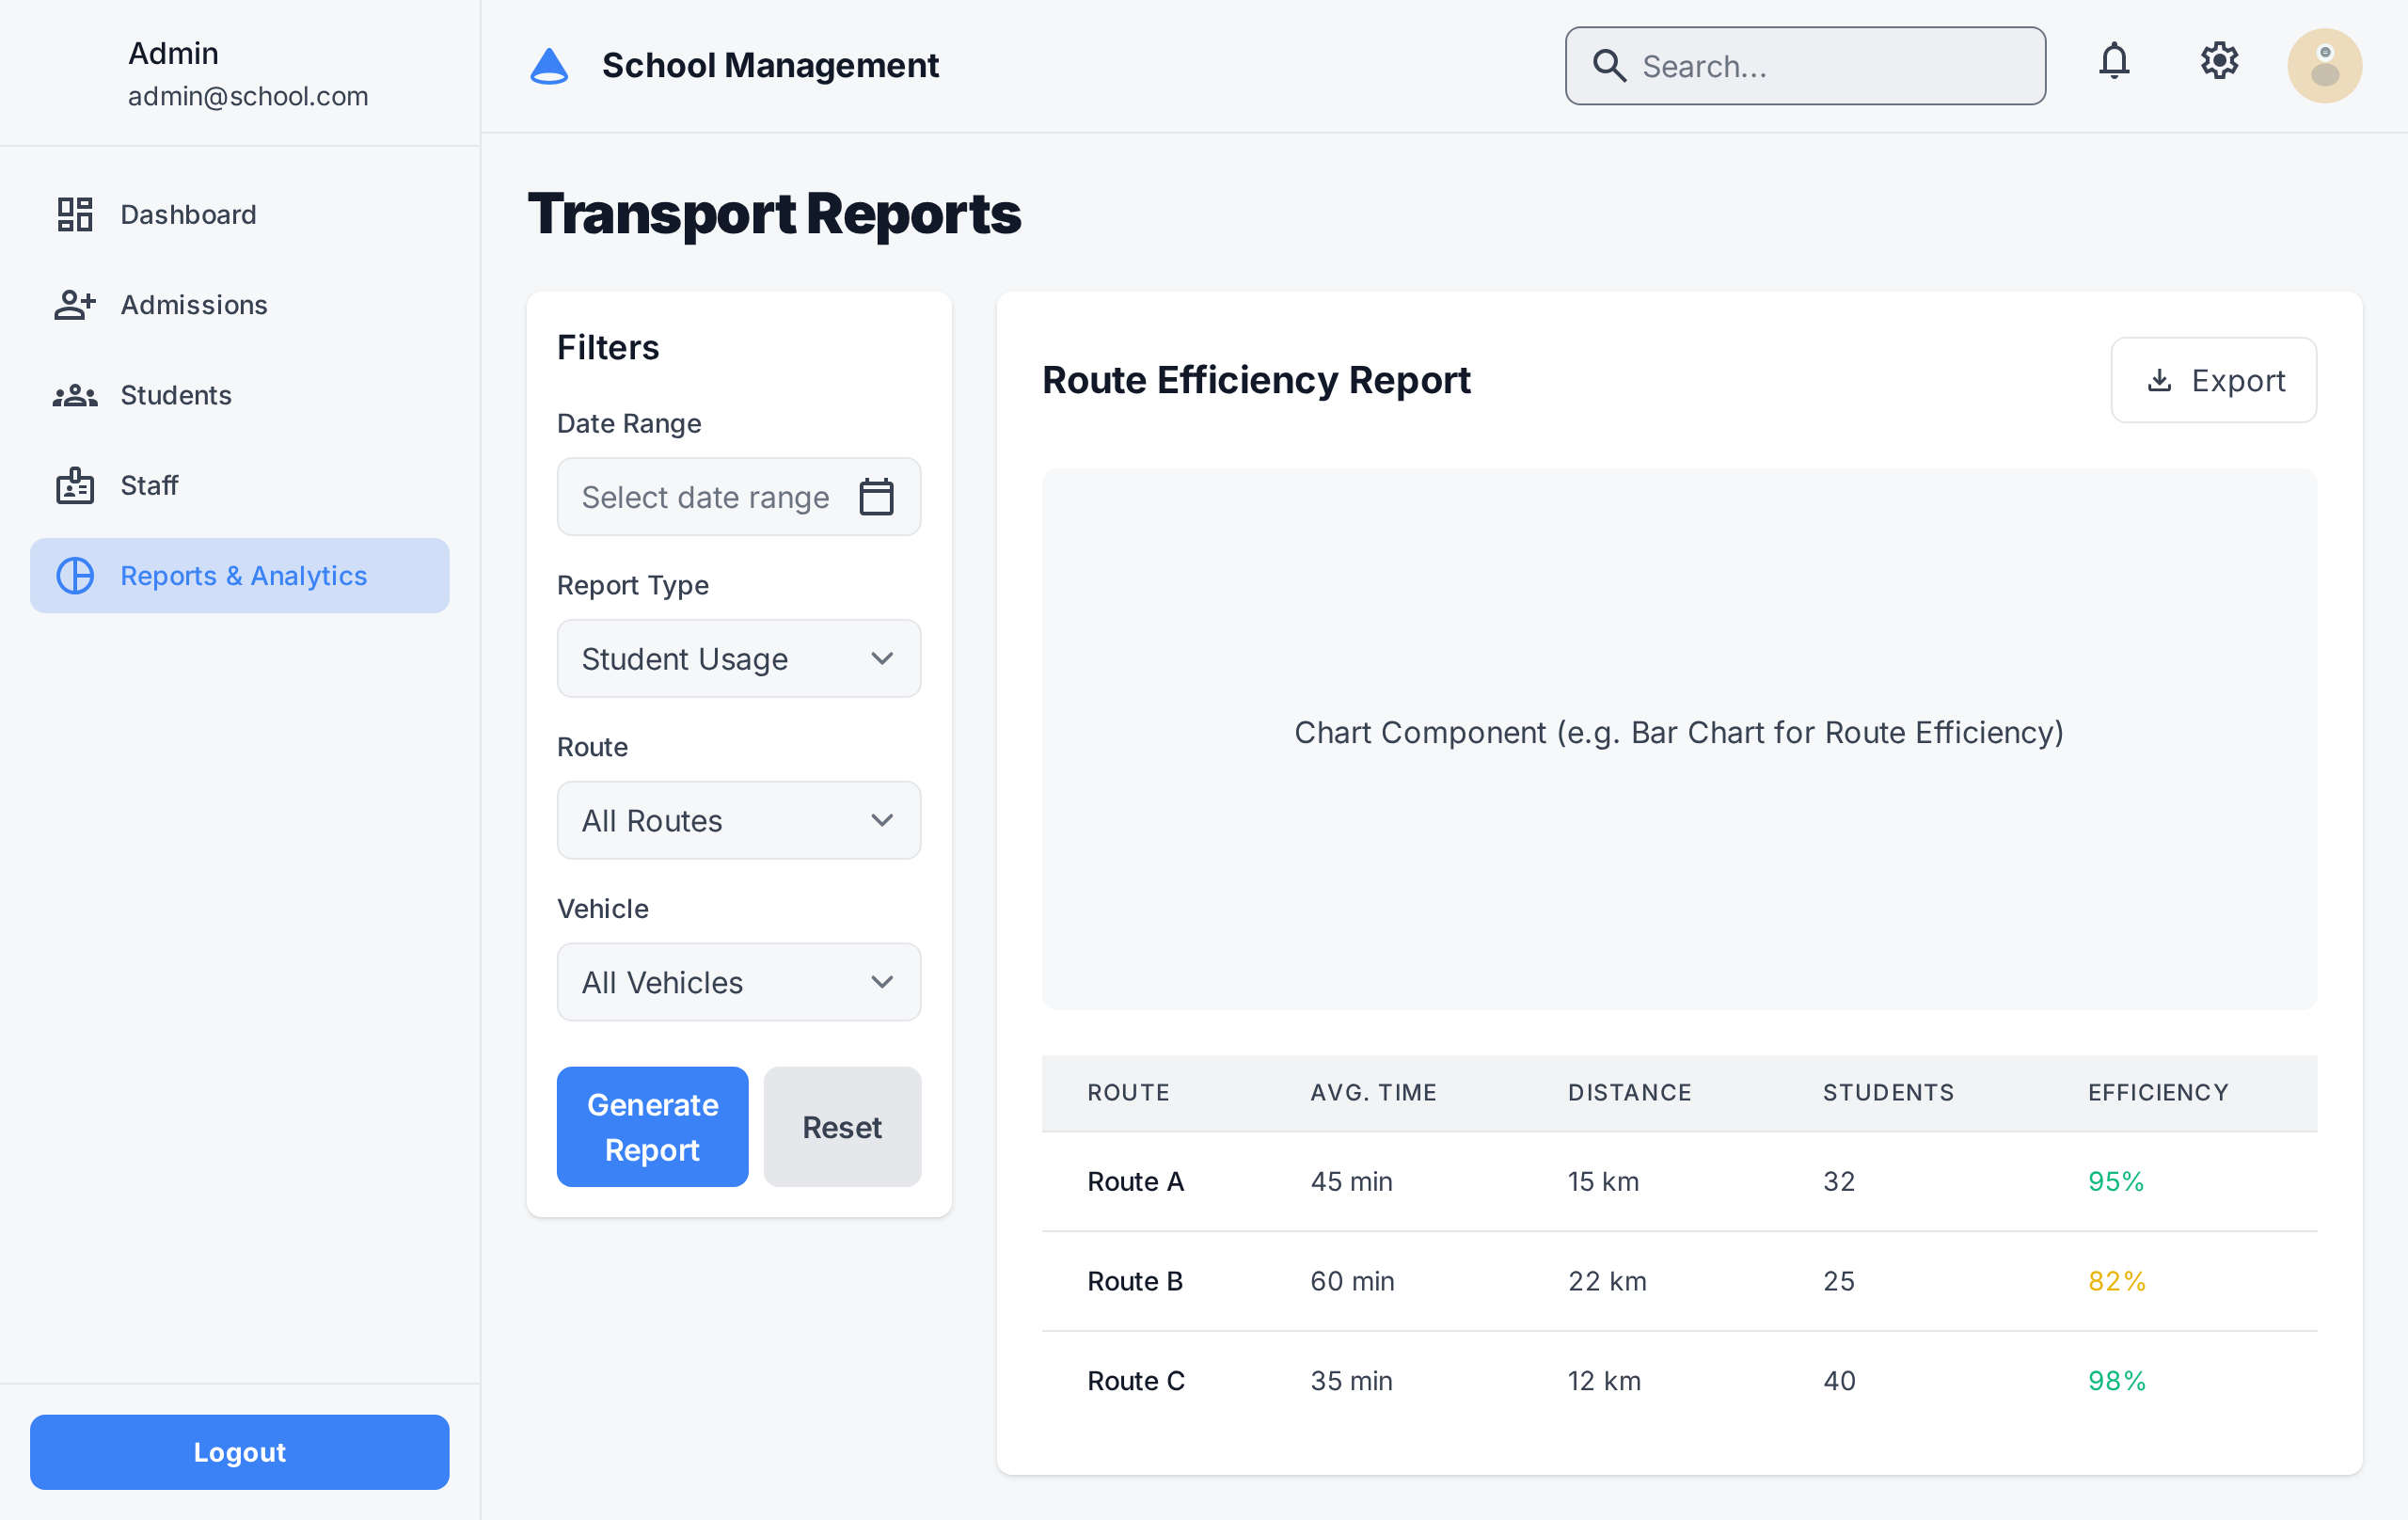 Admin
admin@school.com
Dashboard
Admissions
Students
Staff
Reports & Analytics
Logout
School Management
Search...
Transport Reports
Filters
Date Range
Select date range
Report Type
Student Usage
Route
All Routes
Vehicle
All Vehicles
Generate
Report
Reset
Route Efficiency Report
Export
Chart Component (e.g. Bar Chart for Route Efficiency)
ROUTE AVG. TIME DISTANCE STUDENTS EFFICIENCY
Route A 45 min 15 km 32 95%
Route B 60 min 22 km 25 82%
Route C 35 min 12 km 40 98%